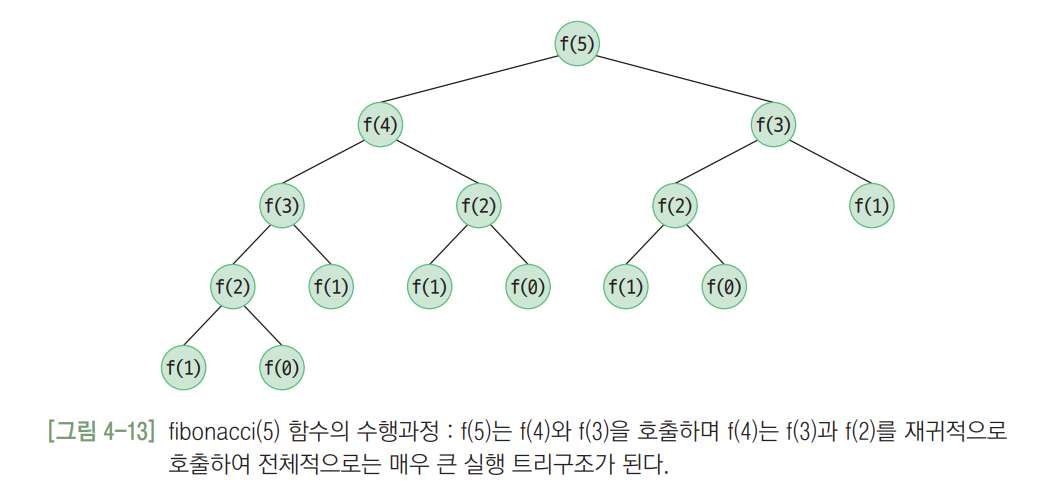 f(5)
f(4) f(3)
f(3) f(2) f(2) f(1)
f(2) f(1) f(1) f(0) f(1) f(0)
f(1) f(0)
[그림 4-13] fibonacci(5) 함수의 수행과정 : f(5)는 f(4)와 f(3)을 호출하며 f(4)는 f(3)과 f(2)를 재귀적으로
호출하여 전체적으로는 매우 큰 실행 트리구조가 된다.